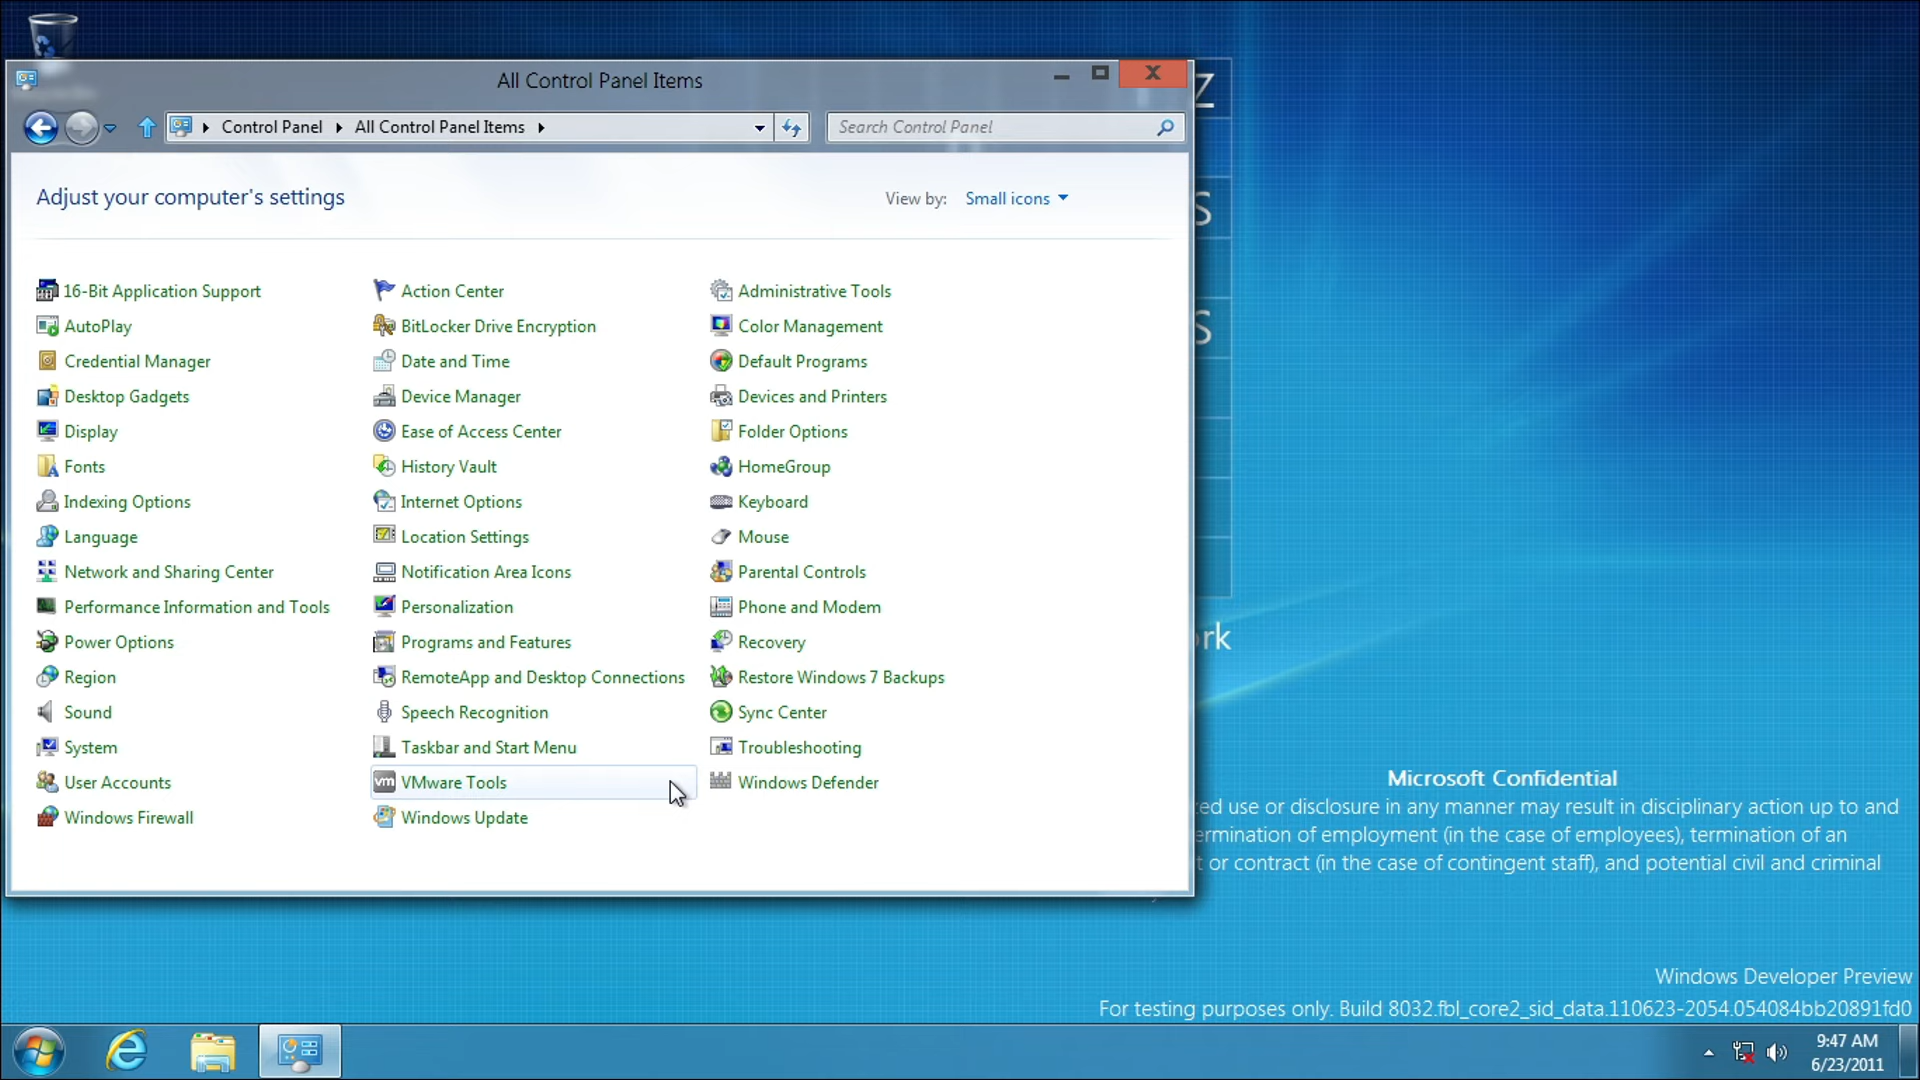 All Control Panel Items
Control Panel
All Control Panel Items
Search Control Panel
Adjust your computer's settings
View by: Small icons
16-Bit Application Support
Action Center
Administrative Tools
AutoPlay
BitLocker Drive Encryption
Color Management
Credential Manager
Date and Time
Default Programs
Desktop Gadgets
Device Manager
Devices and Printers
Display
Ease of Access Center
Folder Options
Fonts
History Vault
HomeGroup
Indexing Options
Internet Options
Keyboard
Language
Location Settings
Mouse
Network and Sharing Center
Notification Area Icons
Parental Controls
Performance Information and Tools
Personalization
Phone and Modem
Power Options
Programs and Features
Recovery
Region
RemoteApp and Desktop Connections
Restore Windows 7 Backups
Sound
Speech Recognition
Sync Center
System
Taskbar and Start Menu
Troubleshooting
User Accounts
vm VMware Tools
Windows Defender
Windows Firewall
Windows Update
Z
S
S
rk
Microsoft Confidential
ed use or disclosure in any manner may result in disciplinary action up to and
ermination of employment (in the case of employees), termination of an
t or contract (in the case of contingent staff), and potential civil and criminal
Windows Developer Preview
For testing purposes only. Build 8032.fbl_core2_sid_data.110623-2054.054084bb20891fd0
9:47 AM
6/23/2011